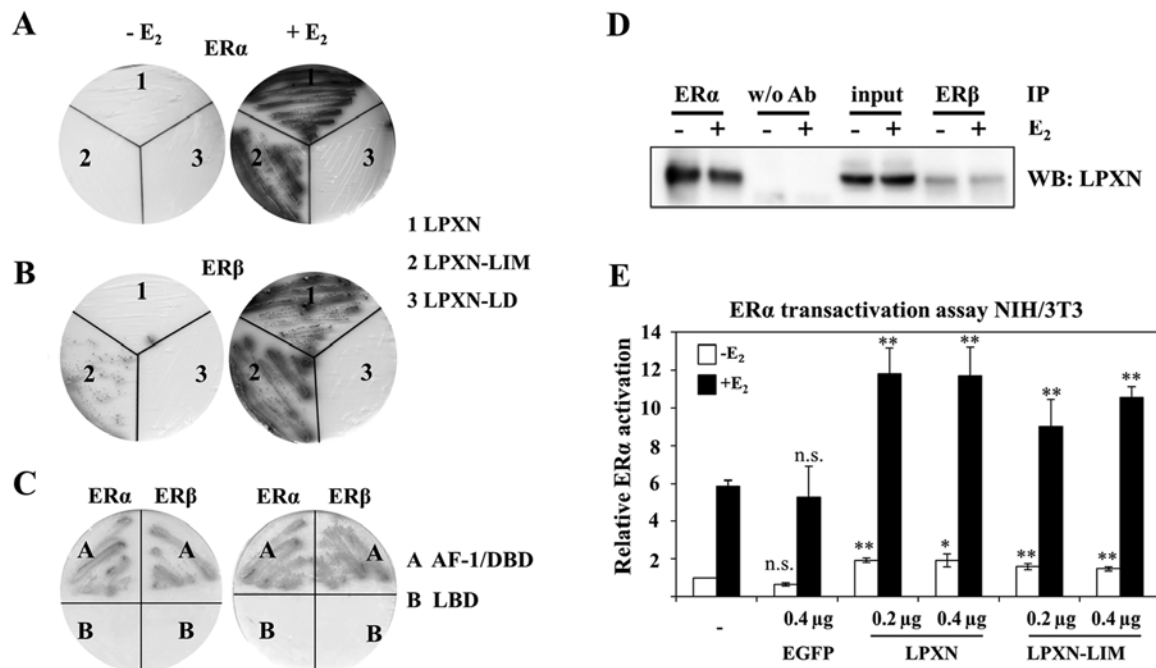 A
- E2 + E2
ERα
1 1
2 3 2 3
1 LPXN
2 LPXN-LIM
3 LPXN-LD
B
ERβ
1 1
2 3 2 3
C
ERα ERβ ERα ERβ
A A A A
B B B B
A AF-1/DBD
B LBD
D
ERα w/o Ab input ERβ IP
- + - + - + - + E2
WB: LPXN
E
ERα transactivation assay NIH/3T3
Relative ERα activation
14
12
10
8
6
4
2
-E2
+E2
n.s. n.s. ** ** * ** ** ** ** **
- 0.4 µg 0.2 µg 0.4 µg 0.2 µg 0.4 µg
EGFP LPXN LPXN-LIM